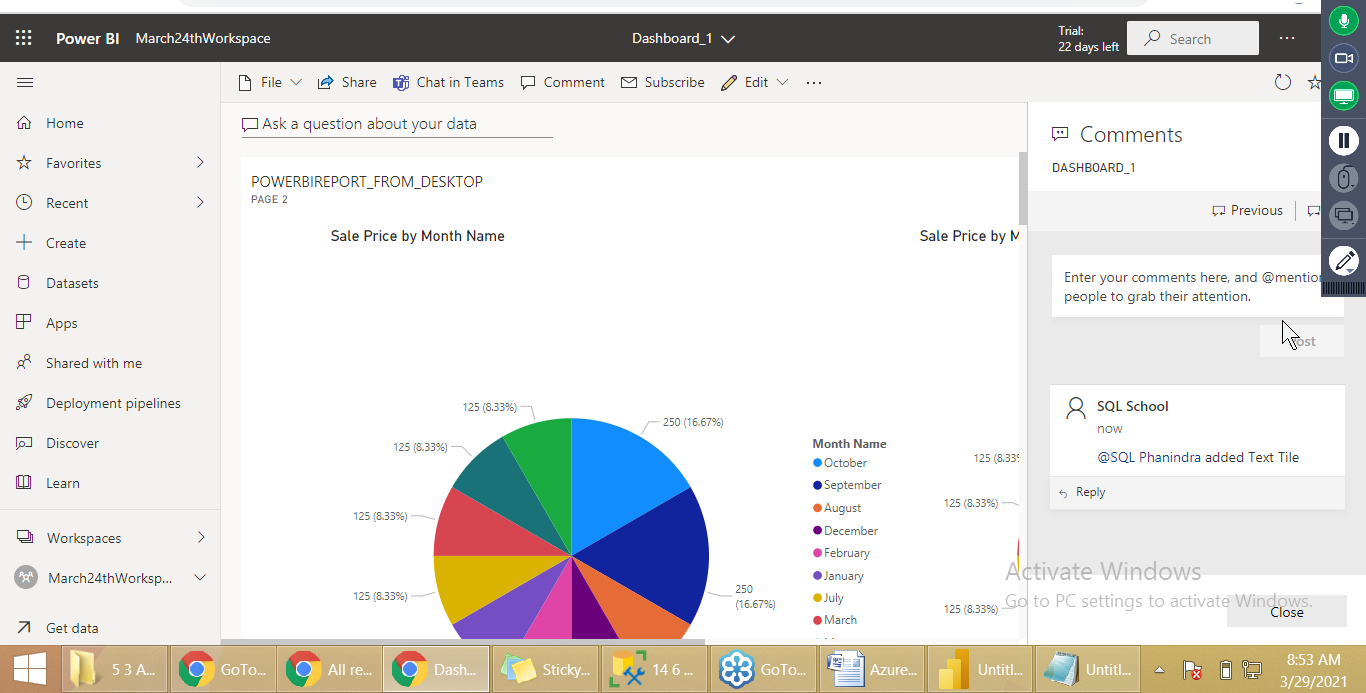 Power BI March24thWorkspace
Dashboard_1
Trial:
22 days left
Search
File Share Chat in Teams Comment Subscribe Edit
Home
Favorites
Recent
Create
Datasets
Apps
Shared with me
Deployment pipelines
Discover
Learn
Workspaces
March24thWorksp...
Get data
Ask a question about your data
POWERBIREPORT_FROM_DESKTOP
PAGE 2
Sale Price by Month Name
Sale Price by M
125 (8.33%)
250 (16.67%)
125 (8.33%)
125 (8.33%)
125 (8.33%)
250
(16.67%)
Month Name
October
September
August
December
February
January
July
March
125 (8.33%
125 (8.33%)
125 (8.33%)
Comments
DASHBOARD_1
Previous
Enter your comments here, and @mention
people to grab their attention.
SQL School
now
@SQL Phanindra added Text Tile
Reply
Activate Windows
Go to PC settings to activate Windows.
Close
5 3 A...
GoTo...
All re...
Dash...
Sticky...
14 6 ...
GoTo...
Azure...
Untitl...
Untitl...
8:53 AM
3/29/2021